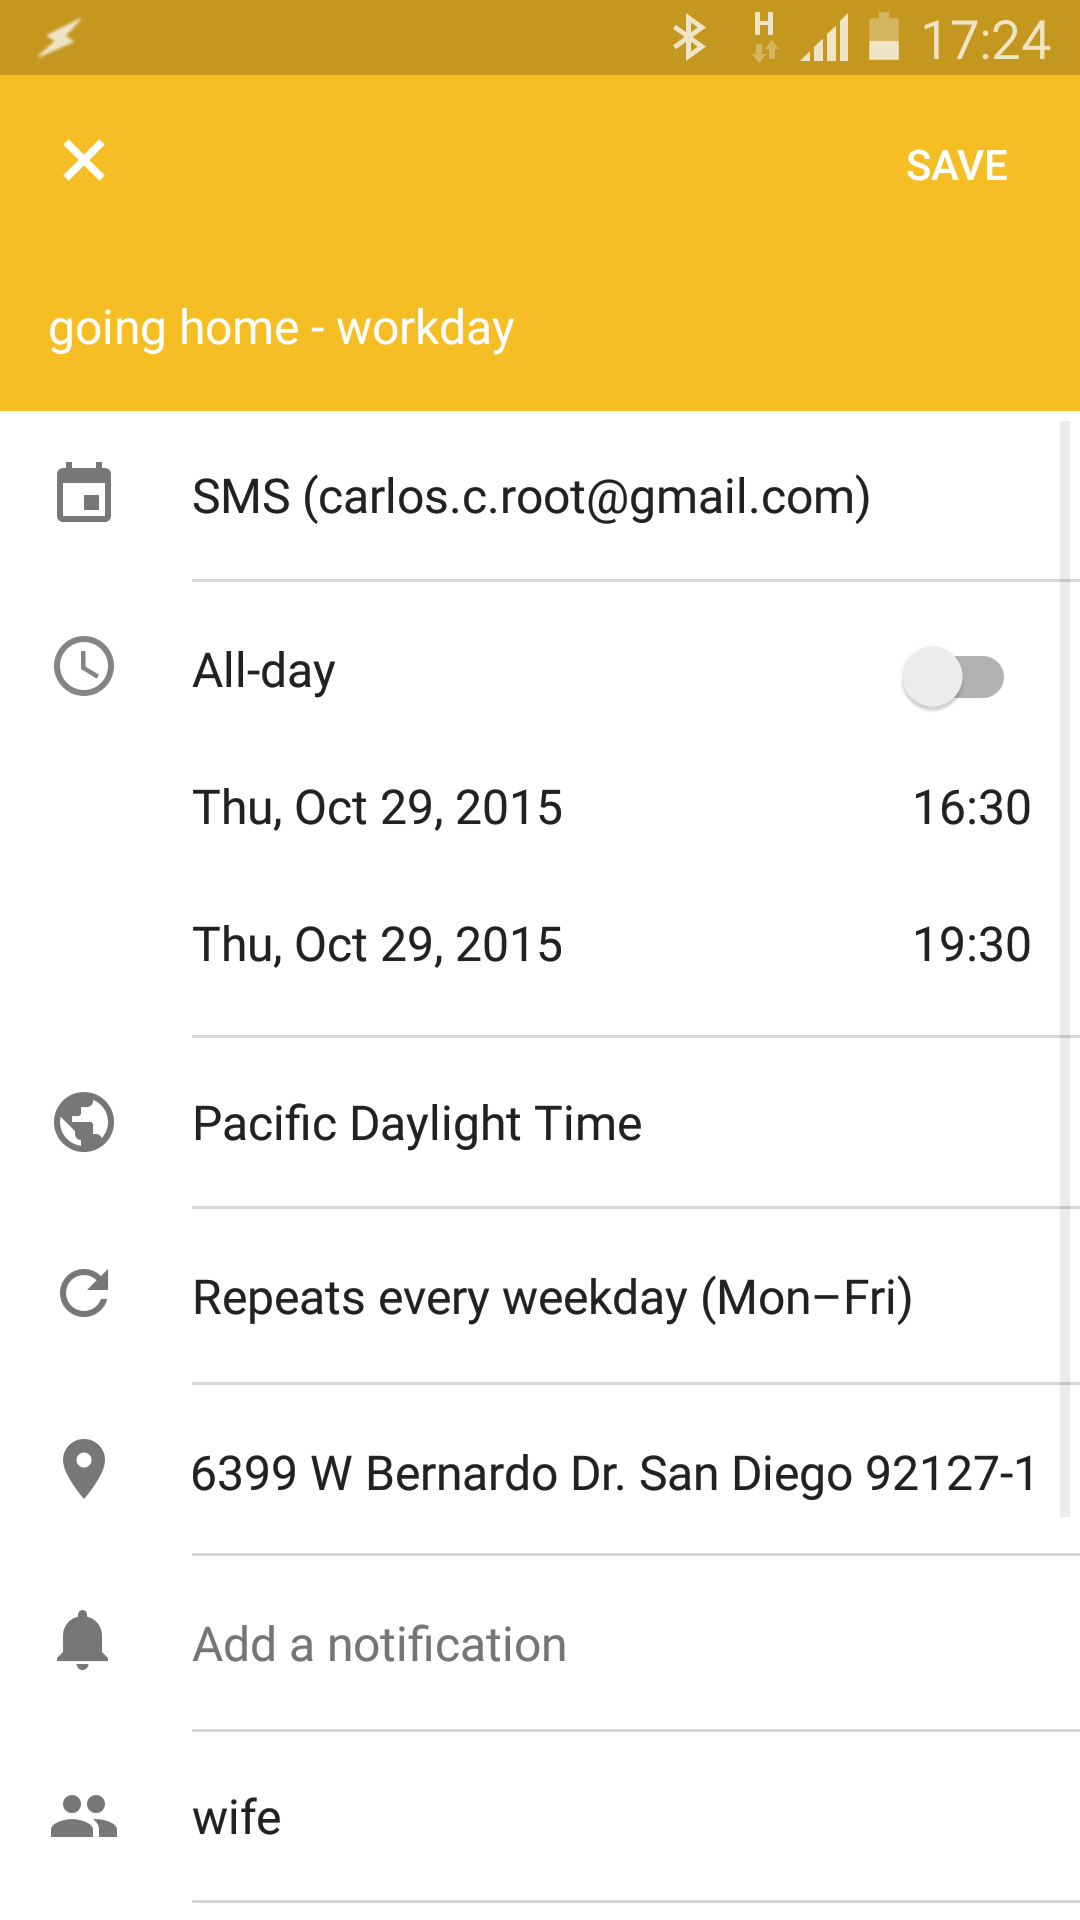 H 17:24
SAVE
going home - workday
SMS (carlos.c.root@gmail.com)
All-day
Thu, Oct 29, 2015 16:30
Thu, Oct 29, 2015 19:30
Pacific Daylight Time
Repeats every weekday (Mon–Fri)
6399 W Bernardo Dr. San Diego 92127-1
Add a notification
wife